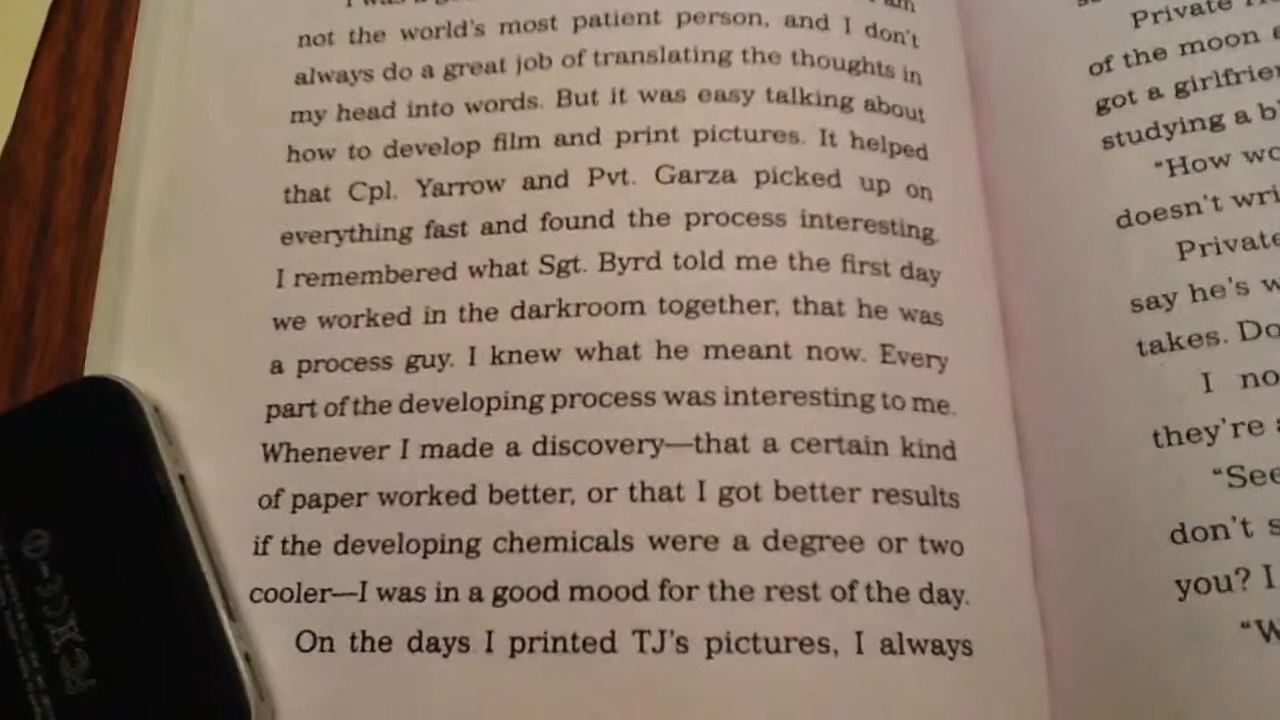 not the world's most patient person, and I don't
always do a great job of translating the thoughts in
my head into words. But it was easy talking about
how to develop film and print pictures. It helped
that Cpl. Yarrow and Pvt. Garza picked up on
everything fast and found the process interesting.
I remembered what Sgt. Byrd told me the first day
we worked in the darkroom together, that he was
a process guy. I knew what he meant now. Every
part of the developing process was interesting to me.
Whenever I made a discovery—that a certain kind
of paper worked better, or that I got better results
if the developing chemicals were a degree or two
cooler—I was in a good mood for the rest of the day.
On the days I printed TJ's pictures, I always
Private
of the moon
got a
studying a
"How
doesn't
say he's
takes.
I
they're
"See
don't
you? I